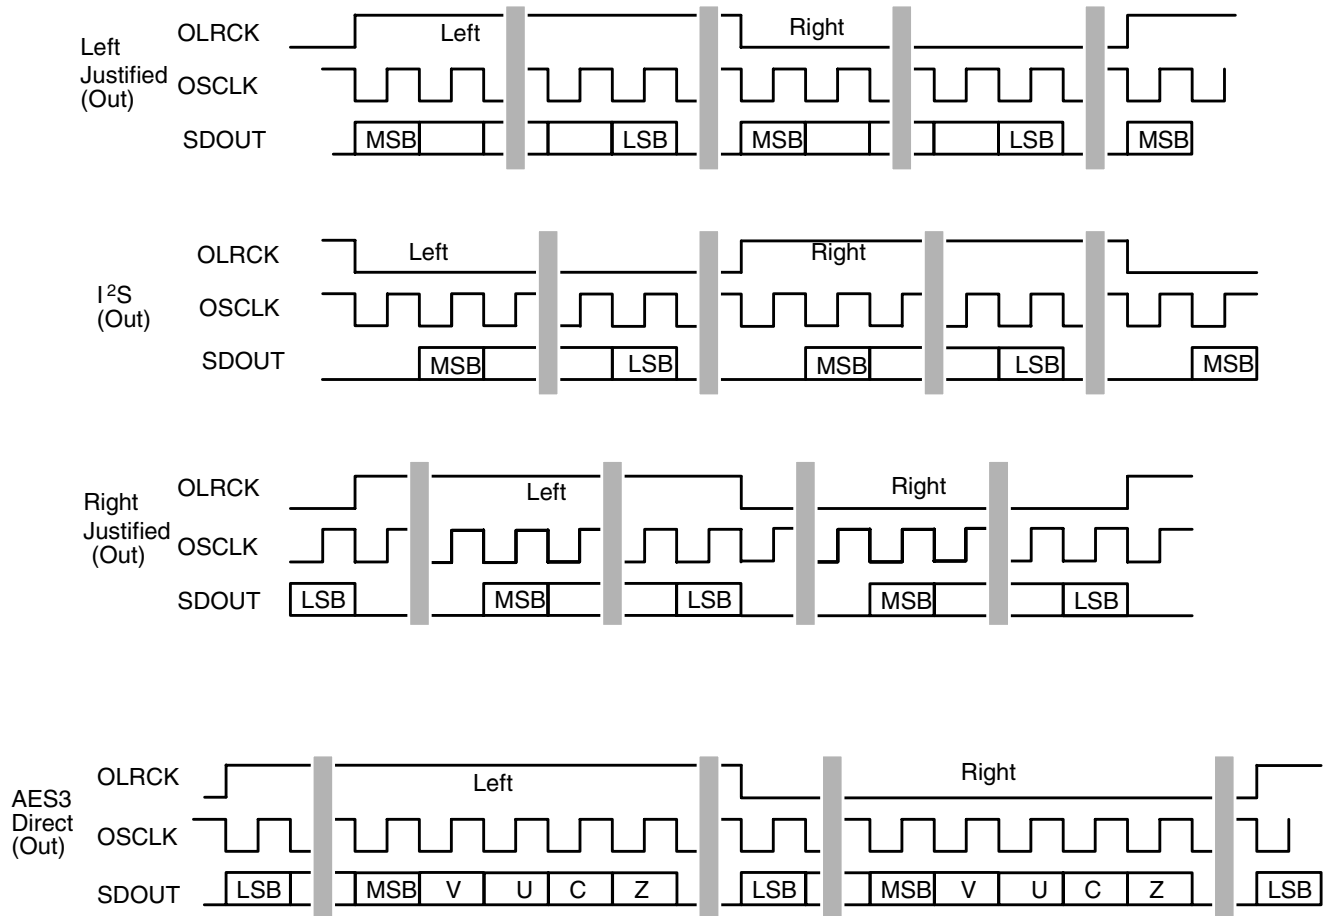 OLRCK Left Right
Left
Justified
(Out)
OSCLK
SDOUT MSB LSB MSB LSB MSB
OLRCK Left Right
I²S
(Out)
OSCLK
SDOUT MSB LSB MSB LSB MSB
OLRCK Left Right
Right
Justified
(Out)
OSCLK
SDOUT LSB MSB LSB MSB LSB
OLRCK Left Right
AES3
Direct
(Out)
OSCLK
SDOUT LSB MSB V U C Z LSB MSB V U C Z LSB